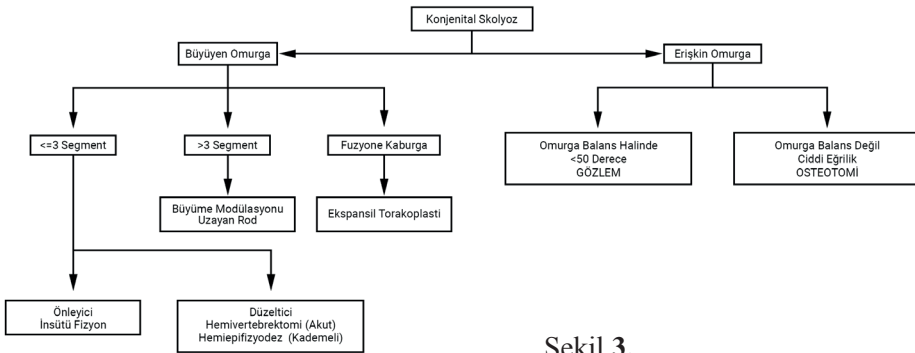 Konjenital Skolyoz
Büyüyen Omurga
Erişkin Omurga
<=3 Segment
>3 Segment
Fuzyone Kaburga
Omurga Balans Halinde
<50 Derece
GÖZLEM
Omurga Balans Değil
Ciddi Eğrilik
OSTEOTOMİ
Büyüme Modülasyonu
Uzayan Rod
Ekspansil Torakoplasti
Önleyici
İnsütü Fizyon
Düzeltici
Hemivertebrektomi (Akut)
Hemiepifizyodez (Kademeli)
Şekil 3